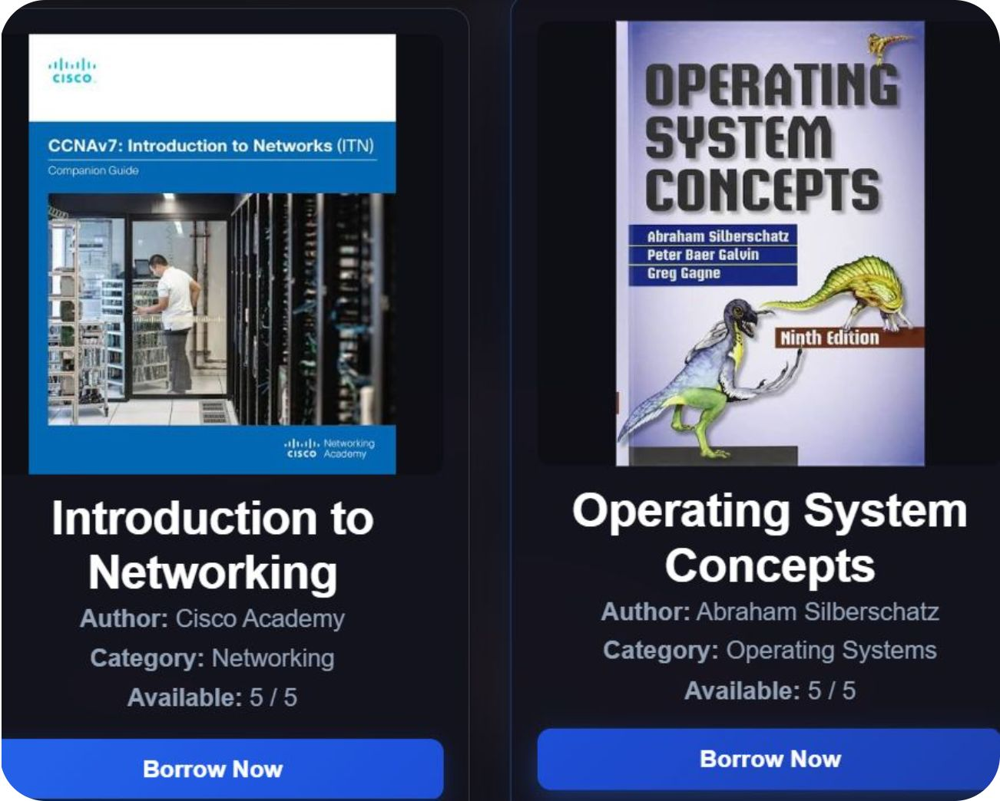 CISCO
CCNAv7: Introduction to Networks (ITN)
Companion Guide
CISCO Networking
Academy
Introduction to
Networking
Author: Cisco Academy
Category: Networking
Available: 5 / 5
Borrow Now
OPERATING
SYSTEM
CONCEPTS
Abraham Silberschatz
Peter Baer Galvin
Greg Gagne
Ninth Edition
Operating System
Concepts
Author: Abraham Silberschatz
Category: Operating Systems
Available: 5 / 5
Borrow Now